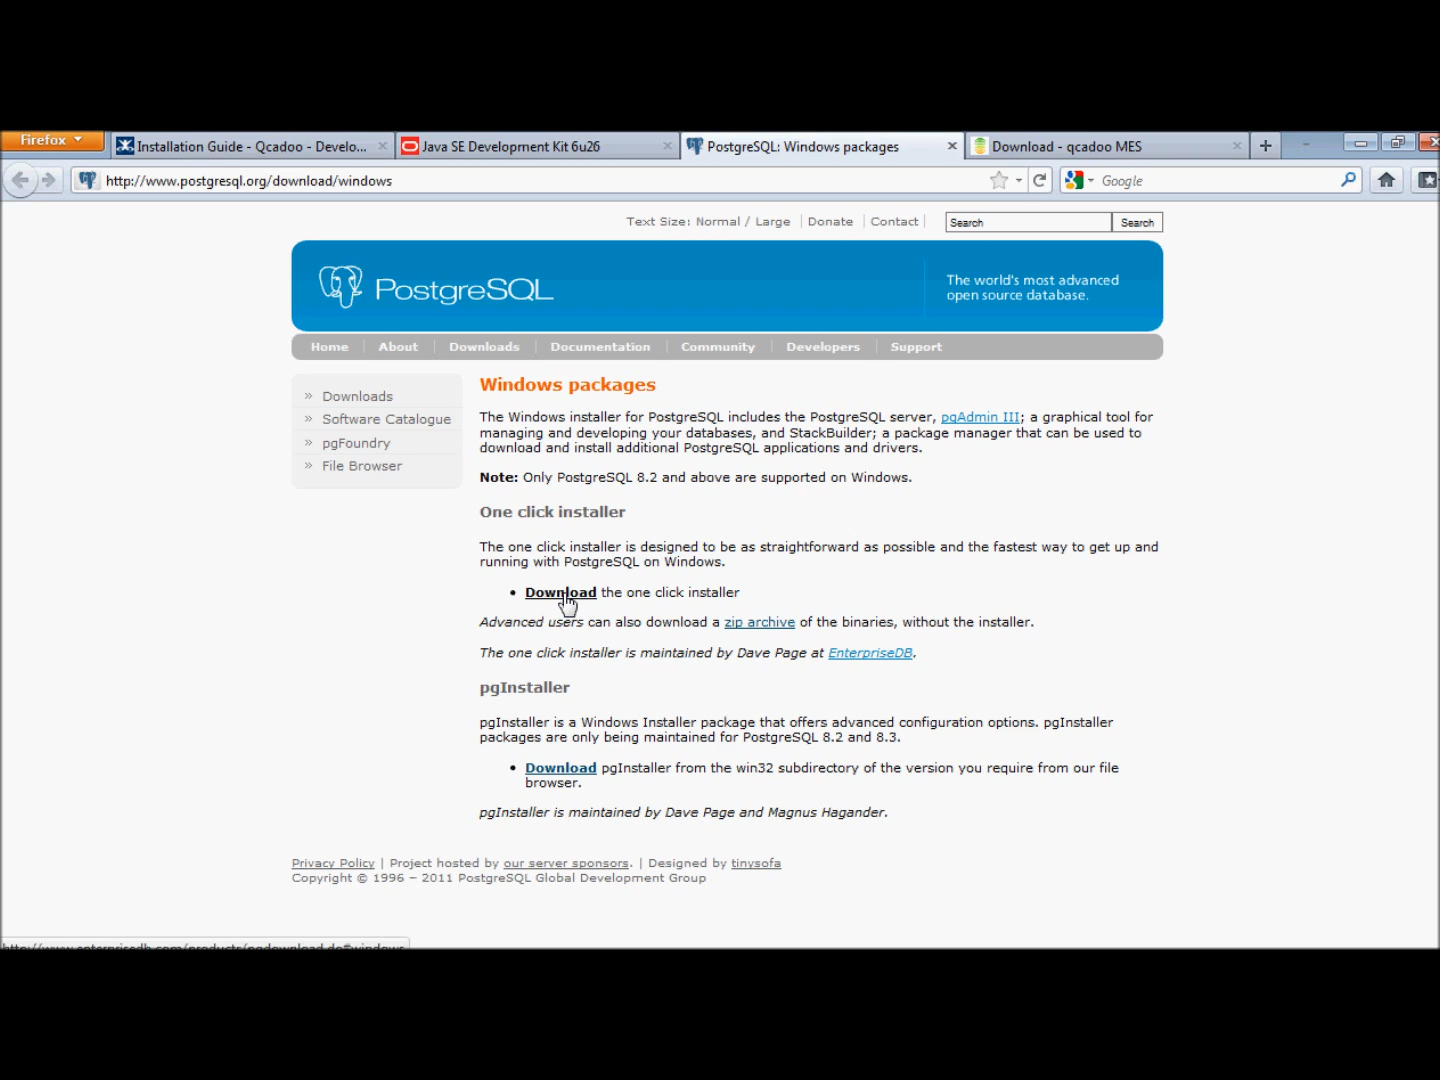 Firefox
Installation Guide - Qcadoo - Develo...
Java SE Development Kit 6u26
PostgreSQL: Windows packages
Download - qcadoo MES
http://www.postgresql.org/download/windows
Google
Text Size: Normal / Large | Donate | Contact |
Search
Search
PostgreSQL
The world's most advanced
open source database.
Home
About
Downloads
Documentation
Community
Developers
Support
» Downloads
» Software Catalogue
» pgFoundry
» File Browser
Windows packages
The Windows installer for PostgreSQL includes the PostgreSQL server, pgAdmin III; a graphical tool for
managing and developing your databases, and StackBuilder; a package manager that can be used to
download and install additional PostgreSQL applications and drivers.
Note: Only PostgreSQL 8.2 and above are supported on Windows.
One click installer
The one click installer is designed to be as straightforward as possible and the fastest way to get up and
running with PostgreSQL on Windows.
• Download the one click installer
Advanced users can also download a zip archive of the binaries, without the installer.
The one click installer is maintained by Dave Page at EnterpriseDB.
pgInstaller
pgInstaller is a Windows Installer package that offers advanced configuration options. pgInstaller
packages are only being maintained for PostgreSQL 8.2 and 8.3.
• Download pgInstaller from the win32 subdirectory of the version you require from our file
browser.
pgInstaller is maintained by Dave Page and Magnus Hagander.
Privacy Policy | Project hosted by our server sponsors. | Designed by tinysofa
Copyright © 1996 – 2011 PostgreSQL Global Development Group
http://www.enterprisedb.com/products/pgdownload.do#windows